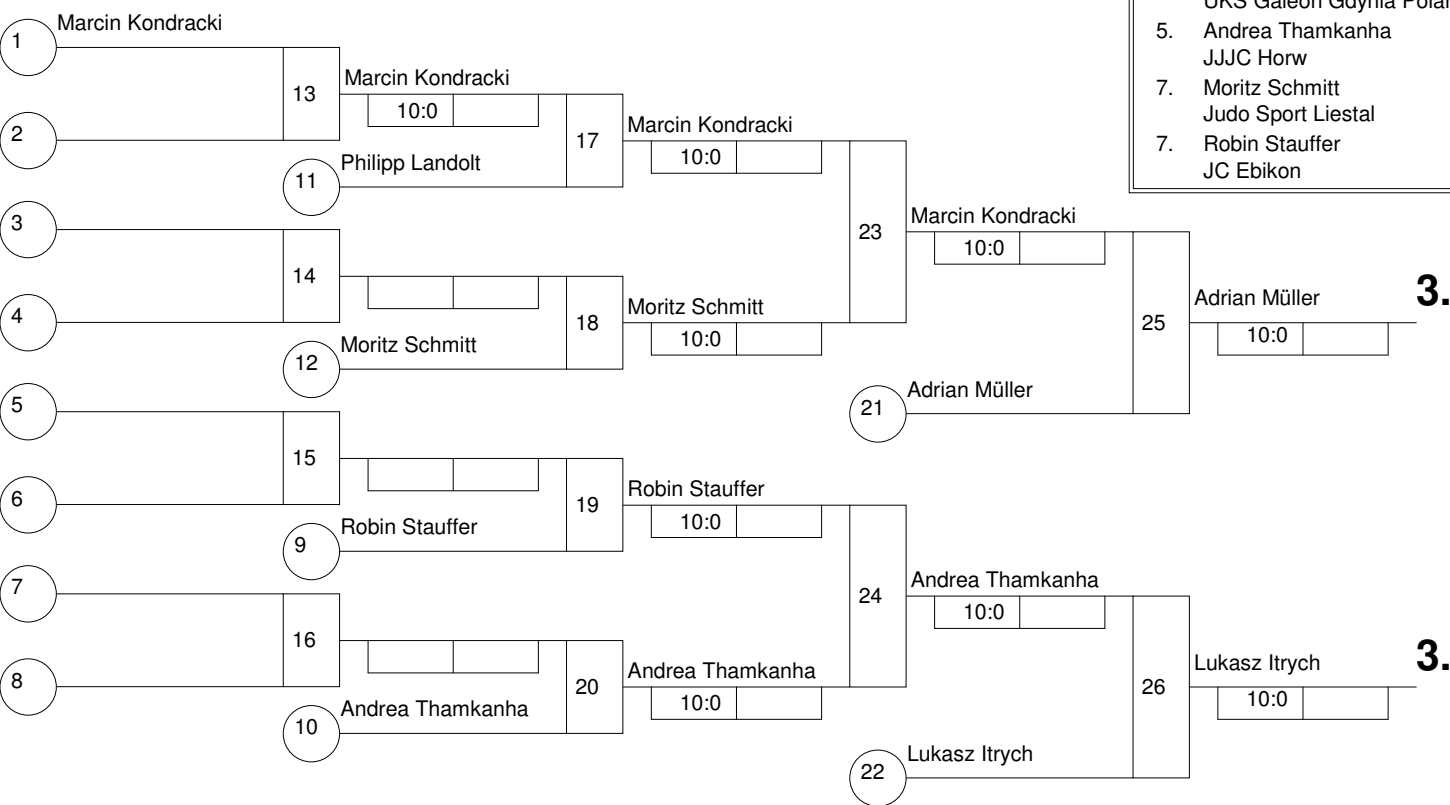 UKS Galeon Gdynia
5. Andrea Thamkanha
JJJC Horw
7. Moritz Schmitt
Judo Sport Liestal
7. Robin Stauffer
JC Ebikon
1 Marcin Kondracki
13
Marcin Kondracki
10:0
2
17
Marcin Kondracki
10:0
11 Philipp Landolt
3
23
Marcin Kondracki
10:0
14
4
18
Moritz Schmitt
10:0
12 Moritz Schmitt
25
Adrian Müller 3.
10:0
5
21 Adrian Müller
15
6
19
Robin Stauffer
10:0
9 Robin Stauffer
7
24
Andrea Thamkanha
10:0
16
8
20
Andrea Thamkanha
10:0
10 Andrea Thamkanha
26
Lukasz Itrych 3.
10:0
22 Lukasz Itrych